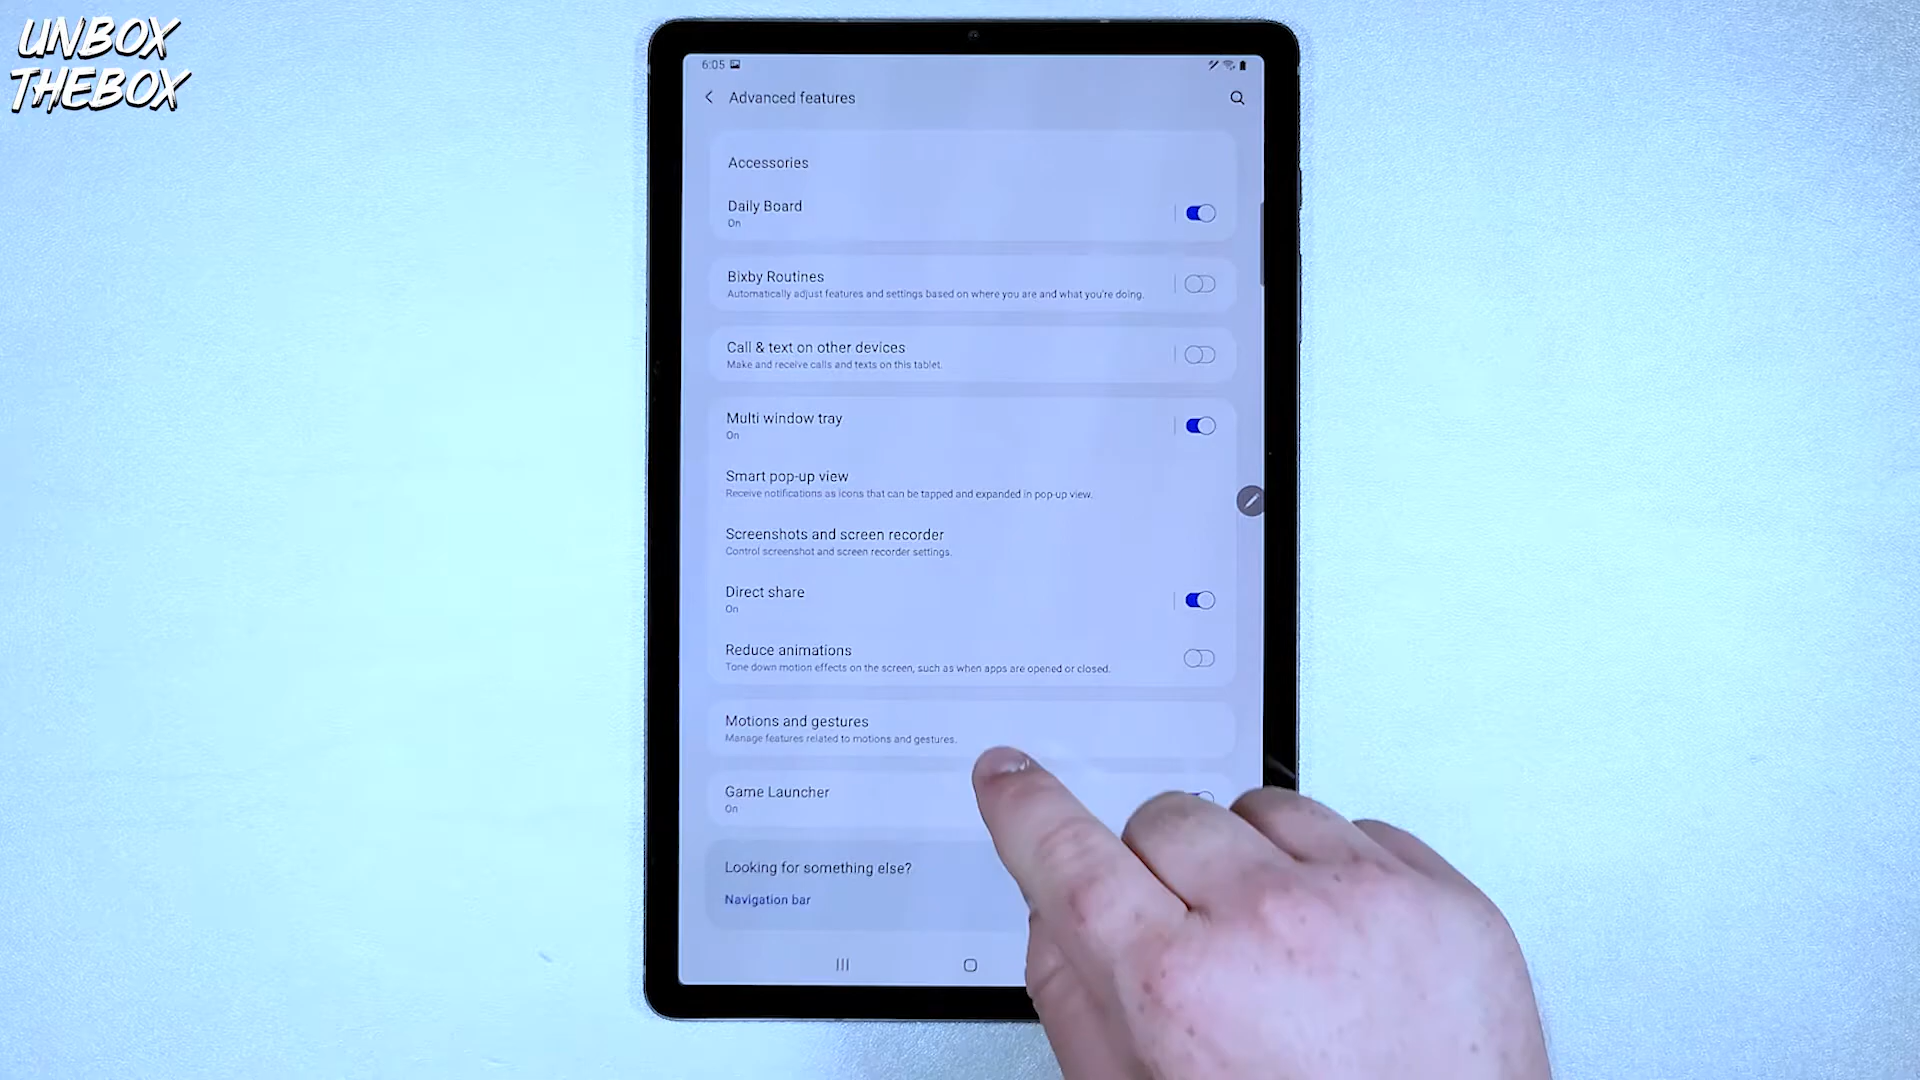 UNBOX
THEBOX
6:05
Advanced features
Accessories
Daily Board
On
Bixby Routines
Automatically adjust features and settings based on where you are and what you're doing.
Call & text on other devices
Make and receive calls and texts on this tablet.
Multi window tray
On
Smart pop-up view
Receive notifications as icons that can be tapped and expanded in pop-up view.
Screenshots and screen recorder
Control screenshot and screen recorder settings.
Direct share
On
Reduce animations
Tone down motion effects on the screen, such as when apps are opened or closed.
Motions and gestures
Manage features related to motions and gestures.
Game Launcher
On
Looking for something else?
Navigation bar